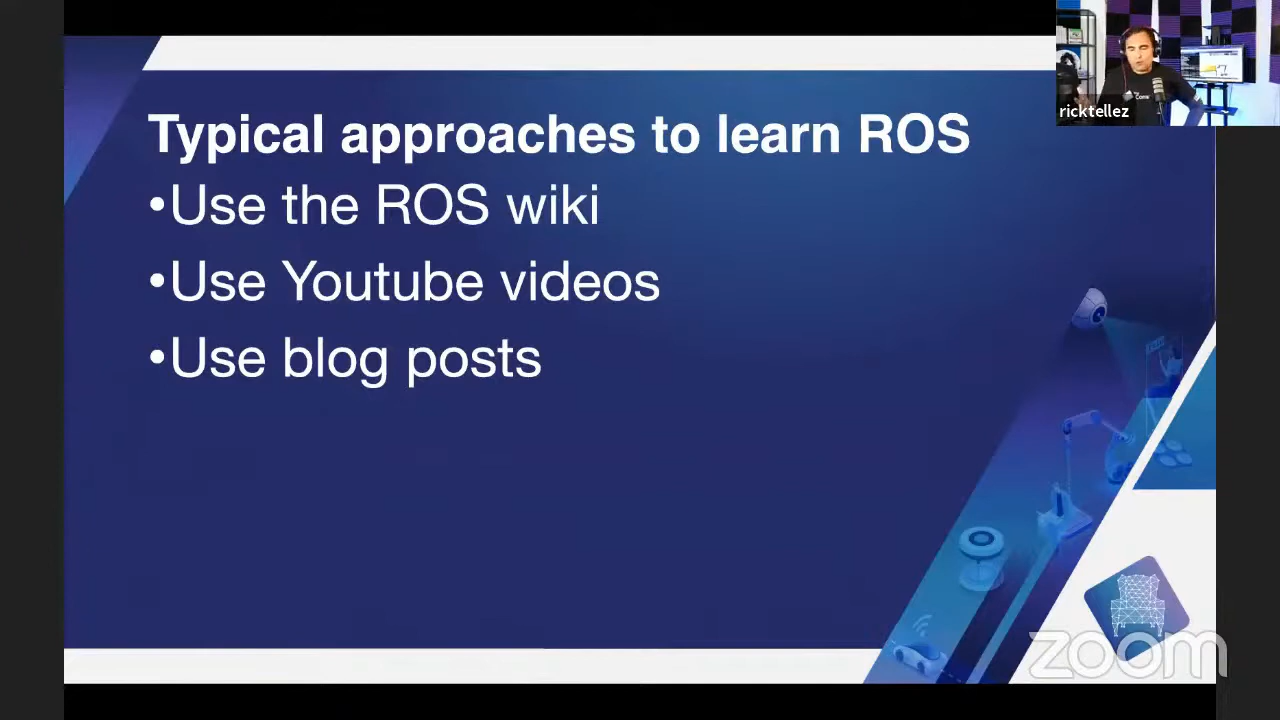 Typical approaches to learn ROS
•Use the ROS wiki
•Use Youtube videos
•Use blog posts
ricktellez
zoom